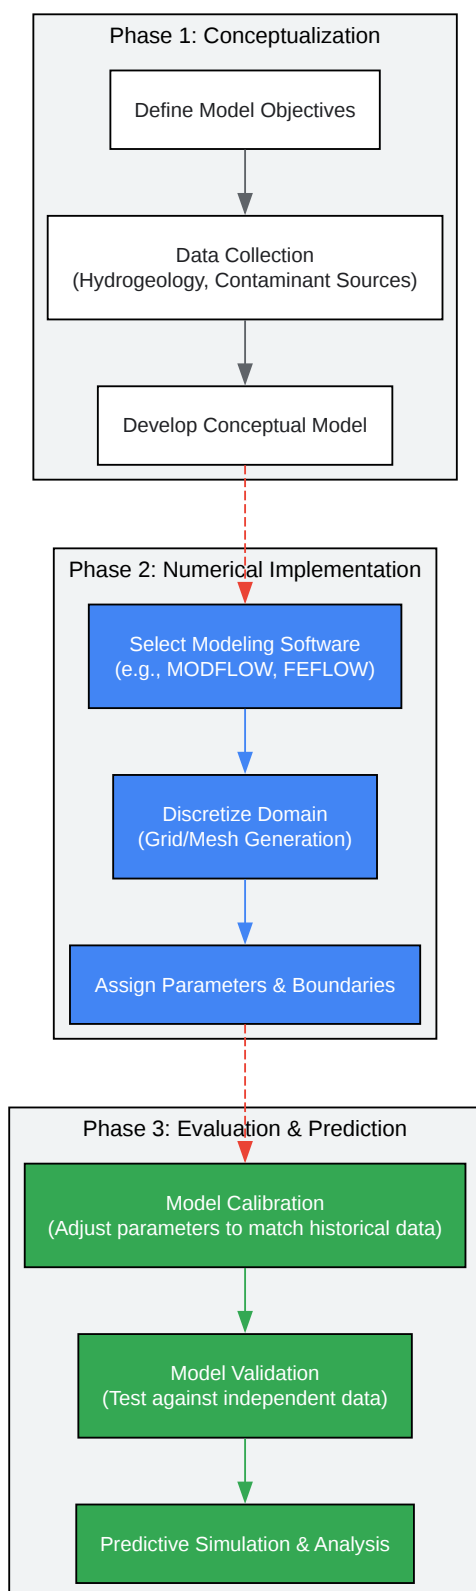 Phase 1: Conceptualization
Define Model Objectives
Data Collection
(Hydrogeology, Contaminant Sources)
Develop Conceptual Model
Phase 2: Numerical Implementation
Select Modeling Software
(e.g., MODFLOW, FEFLOW)
Discretize Domain
(Grid/Mesh Generation)
Assign Parameters & Boundaries
Phase 3: Evaluation & Prediction
Model Calibration
(Adjust parameters to match historical data)
Model Validation
(Test against independent data)
Predictive Simulation & Analysis